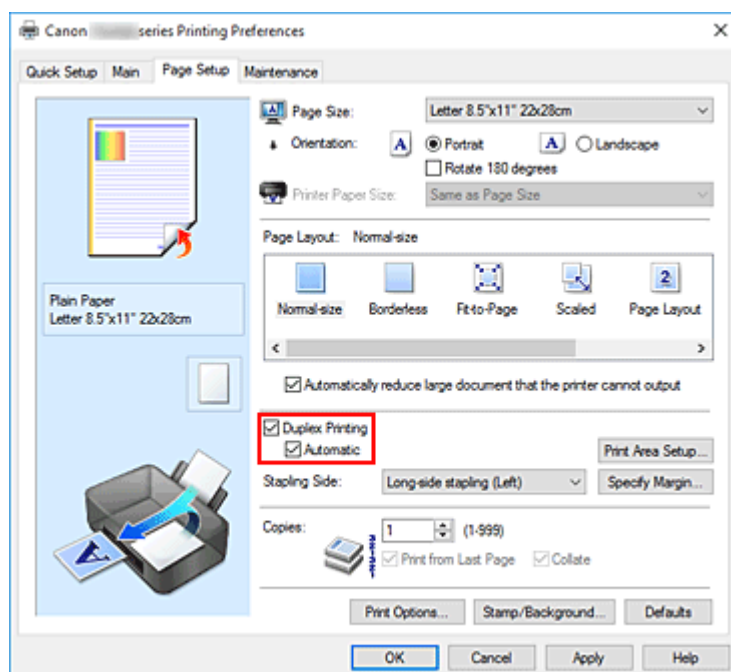 Canon series Printing Preferences
Quick Setup Main Page Setup Maintenance
Page Size: Letter 8.5"x11" 22x28cm
Orientation: A Portrait A Landscape
Rotate 180 degrees
Printer Paper Size: Same as Page Size
Page Layout: Normal-size
2
Normal-size Borderless Fit-to-Page Scaled Page Layout
Plain Paper
Letter 8.5"x11" 22x28cm
Automatically reduce large document that the printer cannot output
Duplex Printing
Automatic
Print Area Setup...
Stapling Side: Long-side stapling (Left) Specify Margin...
Copies: 1 (1-999)
Print from Last Page Collate
A
Print Options... Stamp/Background... Defaults
OK Cancel Apply Help